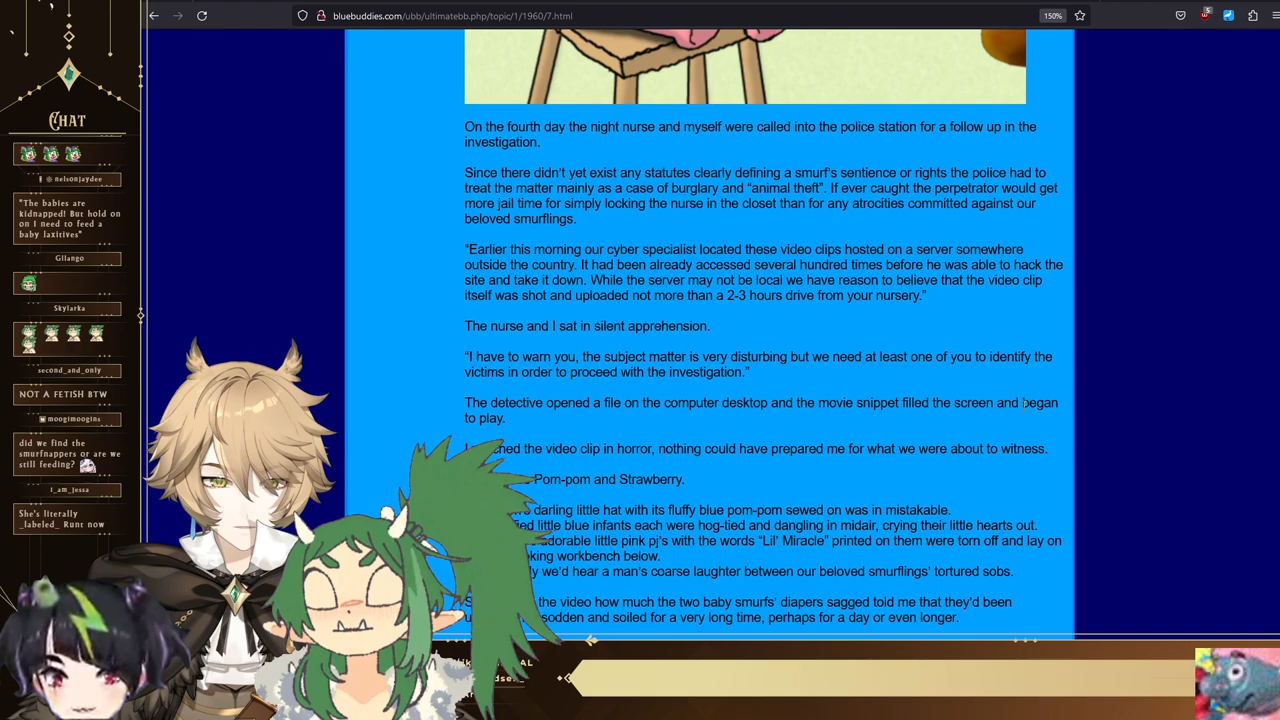 bluebuddies.com/ubb/ultimatebb.php/topic/1/1960/7.html
150%
5
CHAT
nelsonjaydee
"The babies are
kidnapped! But hold on
on I need to feed a
baby laxitives"
Gllango
Skylarka
second_and_only
NOT A FETISH BTW
moogimoogins
did we find the
smurfnappers or are we
still feeding?
i_am_jessa
She's literally
_labeled_ Runt now
On the fourth day the night nurse and myself were called into the police station for a follow up in the
investigation.
Since there didn't yet exist any statutes clearly defining a smurf's sentience or rights the police had to
treat the matter mainly as a case of burglary and “animal theft”. If ever caught the perpetrator would get
more jail time for simply locking the nurse in the closet than for any atrocities committed against our
beloved smurflings.
“Earlier this morning our cyber specialist located these video clips hosted on a server somewhere
outside the country. It had been already accessed several hundred times before he was able to hack the
site and take it down. While the server may not be local we have reason to believe that the video clip
itself was shot and uploaded not more than a 2-3 hours drive from your nursery.”
The nurse and I sat in silent apprehension.
“I have to warn you, the subject matter is very disturbing but we need at least one of you to identify the
victims in order to proceed with the investigation.”
The detective opened a file on the computer desktop and the movie snippet filled the screen and began
to play.
the video clip in horror, nothing could have prepared me for what we were about to witness.
Pom-pom and Strawberry.
darling little hat with its fluffy blue pom-pom sewed on was in mistakable.
little blue infants each were hog-tied and dangling in midair, crying their little hearts out.
adorable little pink pj's with the words “Lil' Miracle” printed on them were torn off and lay on
workbench below.
we'd hear a man's coarse laughter between our beloved smurflings' tortured sobs.
the video how much the two baby smurfs' diapers sagged told me that they'd been
sodden and soiled for a very long time, perhaps for a day or even longer.